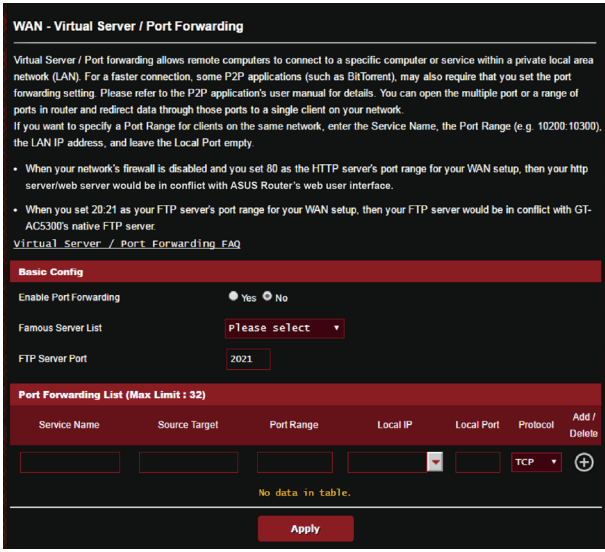 WAN - Virtual Server / Port Forwarding
Virtual Server / Port forwarding allows remote computers to connect to a specific computer or service within a private local area
network (LAN). For a faster connection, some P2P applications (such as BitTorrent), may also require that you set the port
forwarding setting. Please refer to the P2P application's user manual for details. You can open the multiple port or a range of
ports in router and redirect data through those ports to a single client on your network.
If you want to specify a Port Range for clients on the same network, enter the Service Name, the Port Range (e.g. 10200:10300),
the LAN IP address, and leave the Local Port empty.
• When your network's firewall is disabled and you set 80 as the HTTP server's port range for your WAN setup, then your http
server/web server would be in conflict with ASUS Router's web user interface.
• When you set 20:21 as your FTP server's port range for your WAN setup, then your FTP server would be in conflict with GT-
AC5300's native FTP server.
Virtual Server / Port Forwarding FAQ
Basic Config
Enable Port Forwarding Yes No
Famous Server List Please select
FTP Server Port 2021
Port Forwarding List (Max Limit : 32)
Service Name Source Target Port Range Local IP Local Port Protocol Add /
Delete
TCP
No data in table.
Apply